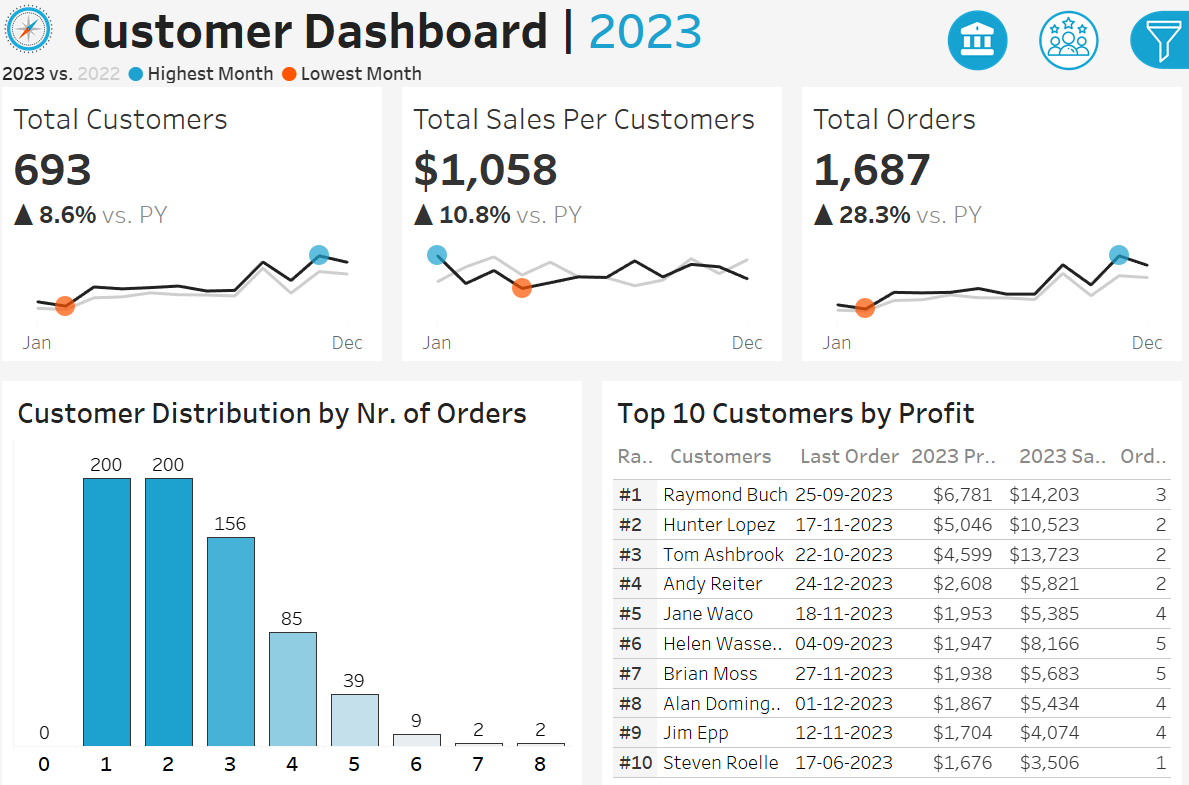 Customer Dashboard | 2023
2023 vs. 2022 Highest Month Lowest Month
Total Customers
693
▲ 8.6% vs. PY
Jan Dec
Total Sales Per Customers
$1,058
▲ 10.8% vs. PY
Jan Dec
Total Orders
1,687
▲ 28.3% vs. PY
Jan Dec
Customer Distribution by Nr. of Orders
0 200 200 156 85 39 9 2 2
0 1 2 3 4 5 6 7 8
Top 10 Customers by Profit
Ra.. Customers Last Order 2023 Pr.. 2023 Sa.. Ord..
#1 Raymond Buch 25-09-2023 $6,781 $14,203 3
#2 Hunter Lopez 17-11-2023 $5,046 $10,523 2
#3 Tom Ashbrook 22-10-2023 $4,599 $13,723 2
#4 Andy Reiter 24-12-2023 $2,608 $5,821 2
#5 Jane Waco 18-11-2023 $1,953 $5,385 4
#6 Helen Wasse.. 04-09-2023 $1,947 $8,166 5
#7 Brian Moss 27-11-2023 $1,938 $5,683 5
#8 Alan Doming.. 01-12-2023 $1,867 $5,434 4
#9 Jim Epp 12-11-2023 $1,704 $4,074 4
#10 Steven Roelle 17-06-2023 $1,676 $3,506 1